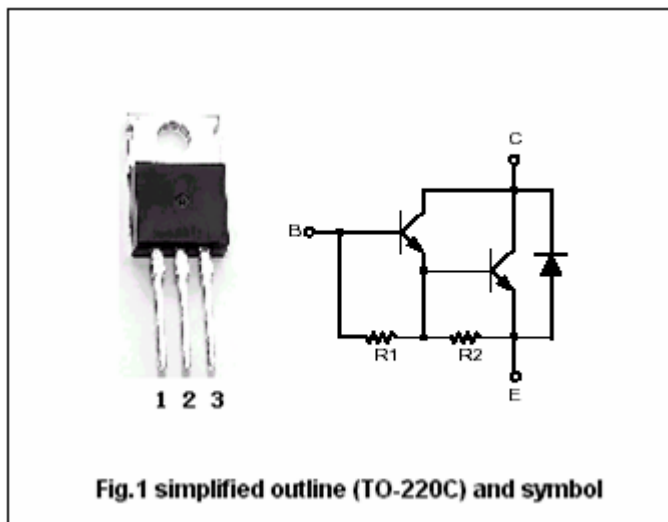 C
B
R1 R2
E
1 2 3
Fig.1 simplified outline (TO-220C) and symbol